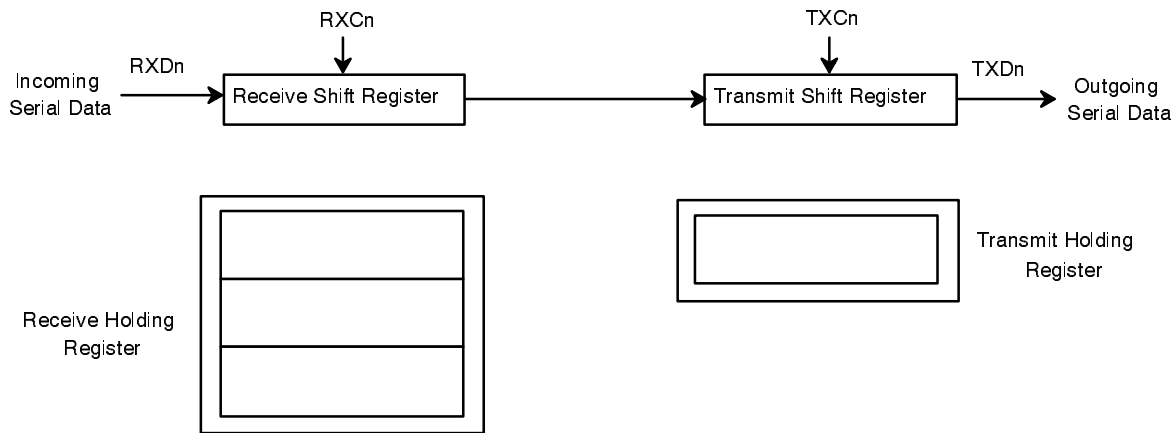 RXCn
TXCn
RXDn
TXDn
Incoming
Serial Data
Receive Shift Register
Transmit Shift Register
Outgoing
Serial Data
Transmit Holding
Register
Receive Holding
Register